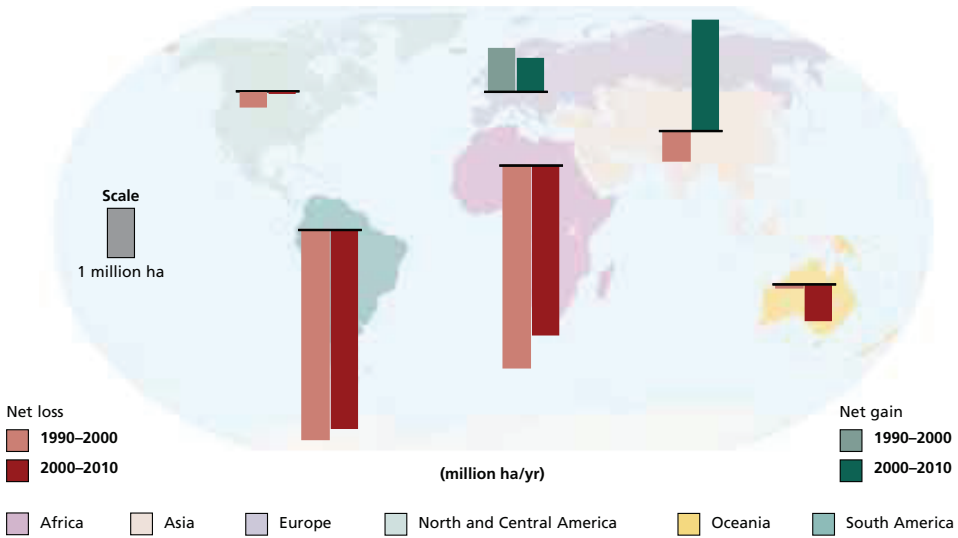 Scale
1 million ha
Net loss
1990–2000
2000–2010
(million ha/yr)
Net gain
1990–2000
2000–2010
Africa
Asia
Europe
North and Central America
Oceania
South America